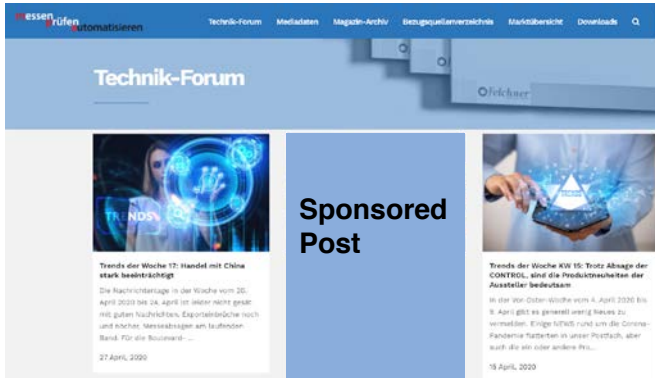 messen
prüfen
automatisieren
Technik-Forum Mediadaten Magazin-Archiv Bezugsquellenverzeichnis Marktübersicht Downloads
Technik-Forum
Felchner
TRENDS
Trends der Woche 17: Handel mit China
stark beeinträchtigt
Die Nachrichtenlage in der Woche vom 20.
April 2020 bis 24. April ist leider nicht gesät
mit guten Nachrichten. Exporteinbrüche noch
und nöcher, Messeabsagen am laufenden
Band. Für die Boulevard- ...
27 April, 2020
Sponsored
Post
Trends der Woche KW 15: Trotz Absage der
CONTROL, sind die Produktneuheiten der
Aussteller bedeutsam
In der Vor-Oster-Woche vom 4. April 2020 bis
9. April gibt es generell wenig Neues zu
vermelden. Einige NEWS rund um die Corona-
Pandemie flatterten in unser Postfach, aber
auch die ein oder andere Pro...
15 April, 2020